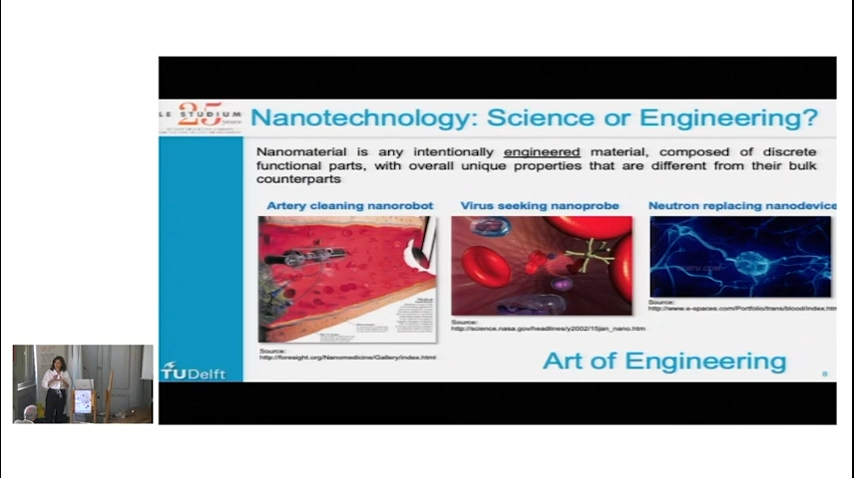 LE STUDIUM
25
Nanotechnology: Science or Engineering?
Nanomaterial is any intentionally engineered material, composed of discrete
functional parts, with overall unique properties that are different from their bulk
counterparts
Artery cleaning nanorobot
Virus seeking nanoprobe
Neutron replacing nanodevice
Source:
http://foresight.org/Nanomedicine/Gallery/index.html
Source:
http://science.nasa.gov/headlines/y2002/15jan_nano.htm
Source:
http://www.e-spaces.com/Portfolio/trans/blood/index.htm
Art of Engineering
TUDelft
8